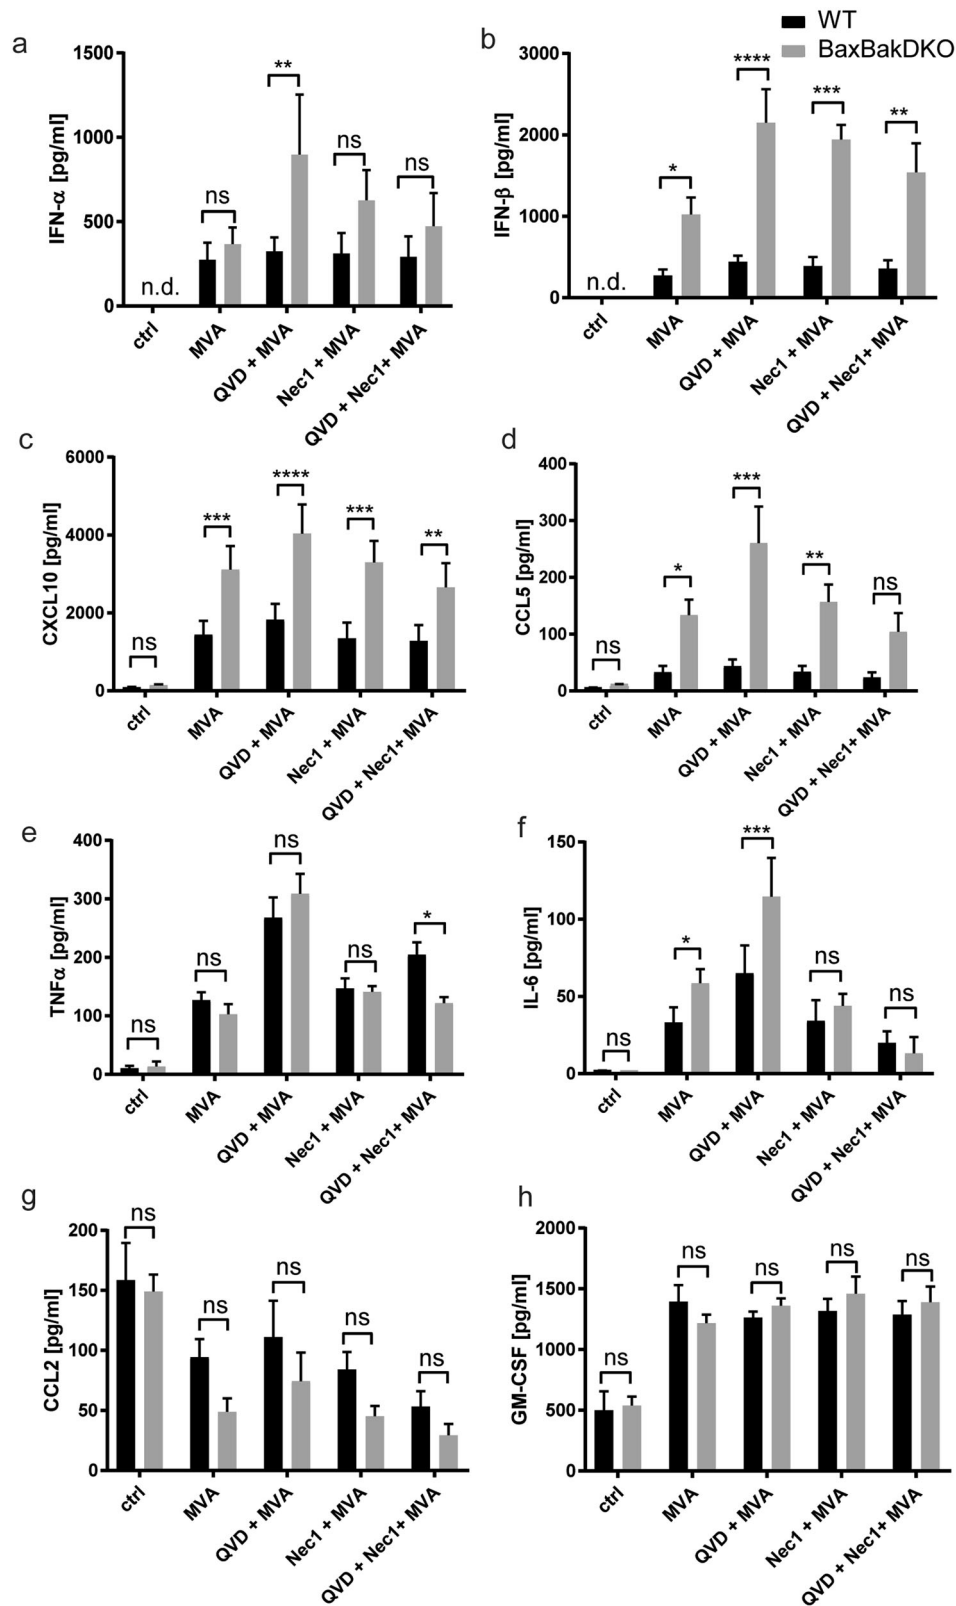 WT
BaxBakDKO
a
IFN-α [pg/ml]
1500
1000
500
0
n.d.
ns
**
ns
ns
ctrl
MVA
QVD + MVA
Nec1 + MVA
QVD + Nec1+ MVA
b
IFN-β [pg/ml]
3000
2000
1000
0
n.d.
*
****
***
**
ctrl
MVA
QVD + MVA
Nec1 + MVA
QVD + Nec1+ MVA
c
CXCL10 [pg/ml]
6000
4000
2000
0
ns
***
****
***
**
ctrl
MVA
QVD + MVA
Nec1 + MVA
QVD + Nec1+ MVA
d
CCL5 [pg/ml]
400
300
200
100
0
ns
*
***
**
ns
ctrl
MVA
QVD + MVA
Nec1 + MVA
QVD + Nec1+ MVA
e
TNFα [pg/ml]
400
300
200
100
0
ns
ns
ns
ns
*
ctrl
MVA
QVD + MVA
Nec1 + MVA
QVD + Nec1+ MVA
f
IL-6 [pg/ml]
150
100
50
0
ns
*
***
ns
ns
ctrl
MVA
QVD + MVA
Nec1 + MVA
QVD + Nec1+ MVA
g
CCL2 [pg/ml]
200
150
100
50
0
ns
ns
ns
ns
ns
ctrl
MVA
QVD + MVA
Nec1 + MVA
QVD + Nec1+ MVA
h
GM-CSF [pg/ml]
2000
1500
1000
500
0
ns
ns
ns
ns
ns
ctrl
MVA
QVD + MVA
Nec1 + MVA
QVD + Nec1+ MVA